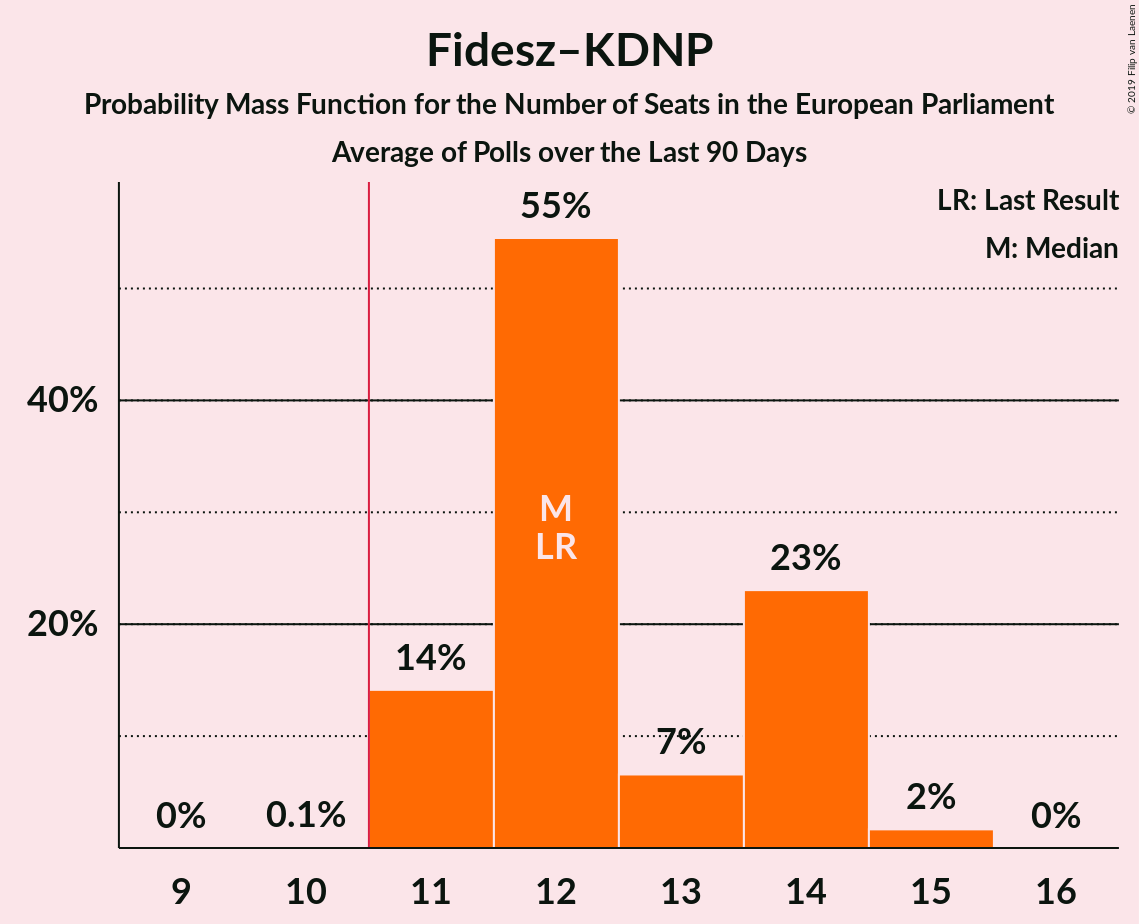 Fidesz–KDNP
Probability Mass Function for the Number of Seats in the European Parliament
Average of Polls over the Last 90 Days
© 2019 Filip van Laenen
LR: Last Result
M: Median
55%
40%
M
LR
23%
20%
14%
7%
2%
0%
0.1%
0%
9
10
11
12
13
14
15
16